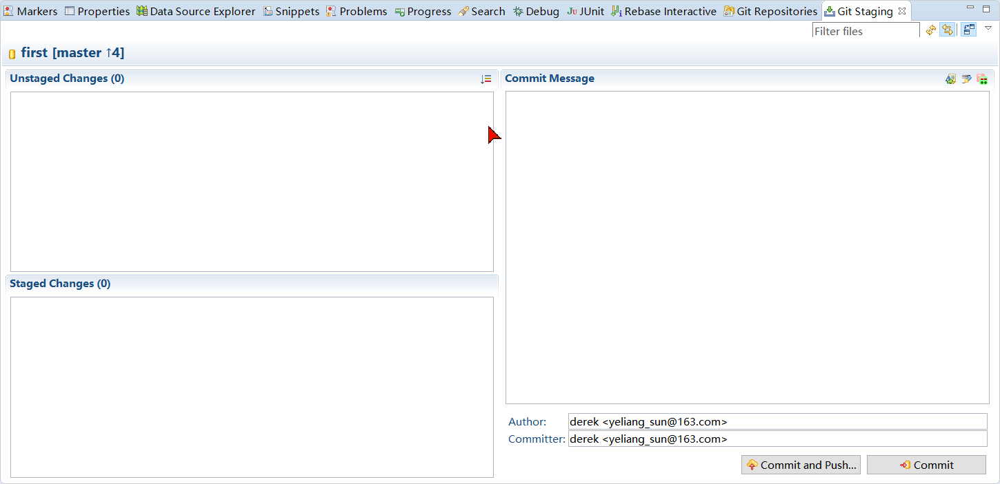 Markers Properties Data Source Explorer Snippets Problems Progress Search Debug JUnit Rebase Interactive Git Repositories Git Staging
Filter files
first [master ↑4]
Unstaged Changes (0)
Commit Message
Staged Changes (0)
Author: derek <yeliang_sun@163.com>
Committer: derek <yeliang_sun@163.com>
Commit and Push... Commit